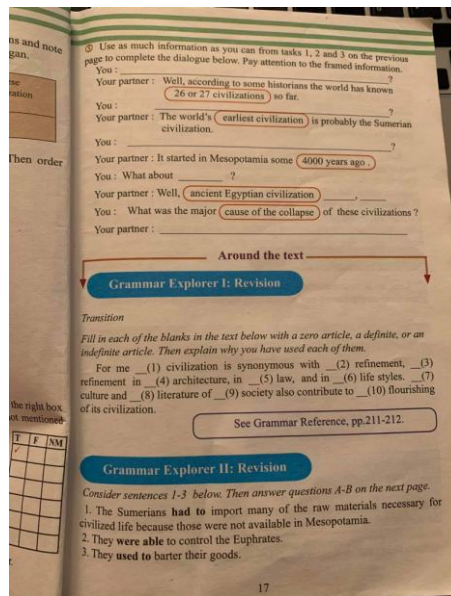 ns and note
gan.
ration
Then order
the right box
not mentioned
T F NM
✓
③ Use as much information as you can from tasks 1, 2 and 3 on the previous
page to complete the dialogue below. Pay attention to the framed information.
You : ______?
Your partner : Well, according to some historians the world has known
26 or 27 civilizations so far.
You : ______?
Your partner : The world's earliest civilization is probably the Sumerian
civilization.
You : ______?
Your partner : It started in Mesopotamia some 4000 years ago .
You : What about ______ ?
Your partner : Well, ancient Egyptian civilization _____, _____
You : What was the major cause of the collapse of these civilizations ?
Your partner : ______
Around the text
Grammar Explorer I: Revision
Transition
Fill in each of the blanks in the text below with a zero article, a definite, or an
indefinite article. Then explain why you have used each of them.
For me __(1) civilization is synonymous with __(2) refinement, __(3)
refinement in __(4) architecture, in __(5) law, and in __(6) life styles. __(7)
culture and __(8) literature of __(9) society also contribute to __(10) flourishing
of its civilization.
See Grammar Reference, pp.211-212.
Grammar Explorer II: Revision
Consider sentences 1-3 below. Then answer questions A-B on the next page.
1. The Sumerians had to import many of the raw materials necessary for
civilized life because those were not available in Mesopotamia.
2. They were able to control the Euphrates.
3. They used to barter their goods.
17